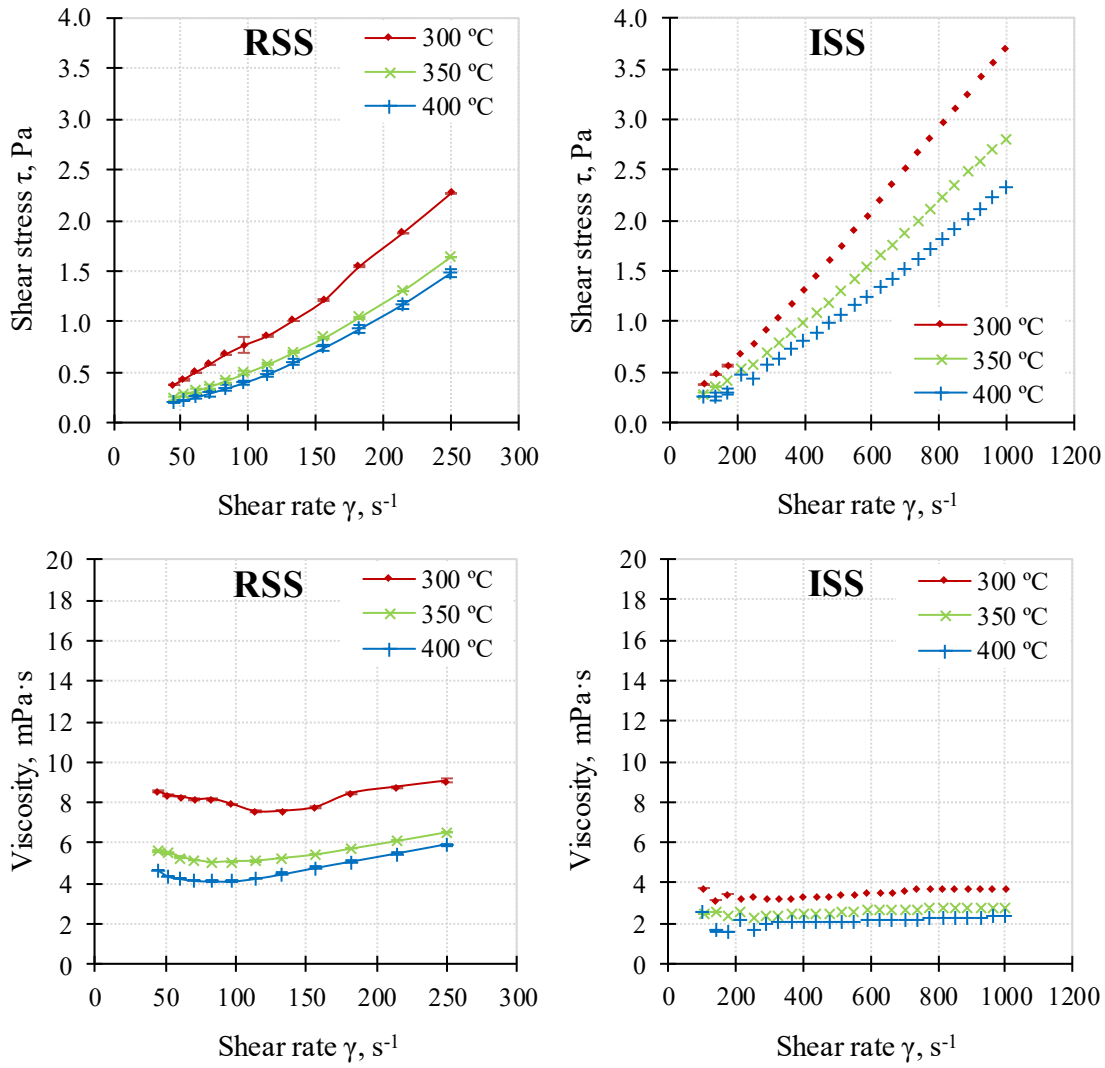 RSS
300 ºC
350 ºC
400 ºC
Shear stress τ, Pa
4.0
3.5
3.0
2.5
2.0
1.5
1.0
0.5
0.0
0 50 100 150 200 250 300
Shear rate γ, s-1
ISS
Shear stress τ, Pa
4.0
3.5
3.0
2.5
2.0
1.5
1.0
0.5
0.0
300 ºC
350 ºC
400 ºC
0 200 400 600 800 1000 1200
Shear rate γ, s-1
RSS
300 ºC
350 ºC
400 ºC
Viscosity, mPa·s
20
18
16
14
12
10
8
6
4
2
0
0 50 100 150 200 250 300
Shear rate γ, s-1
ISS
300 ºC
350 ºC
400 ºC
Viscosity, mPa·s
20
18
16
14
12
10
8
6
4
2
0
0 200 400 600 800 1000 1200
Shear rate γ, s-1